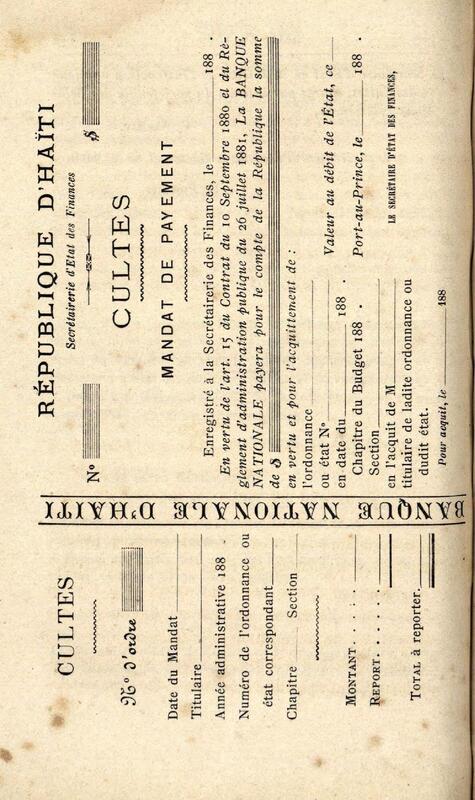 CULTES
N° d'ordre
Date du Mandat
Titulaire
Année administrative 188 .
Numéro de l'ordonnance ou
état correspondant
Chapitre Section
MONTANT. . . . .
REPORT. . . . . .
TOTAL à reporter.
BANQUE NATIONALE D'HAITI
RÉPUBLIQUE D'HAÏTI
Secrétairerie d'Etat des Finances
N° $
CULTES
MANDAT DE PAYEMENT
Enregistré à la Secrétairerie des Finances, le 188 .
En vertu de l'art. 15 du Contrat du 10 Septembre 1880 et du Rè-
glement d'administration publique du 26 juillet 1881, La BANQUE
NATIONALE payera pour le compte de la République la somme
de $
en vertu et pour l'acquittement de :
l'ordonnance
ou état N° Valeur au débit de l'État, ce
en date du 188 .
Chapitre du Budget 188 . Port-au-Prince, le 188 .
Section
en l'acquit de M LE SECRÉTAIRE D'ÉTAT DES FINANCES,
titulaire de ladite ordonnance ou
dudit état.
Pour acquit, le 188